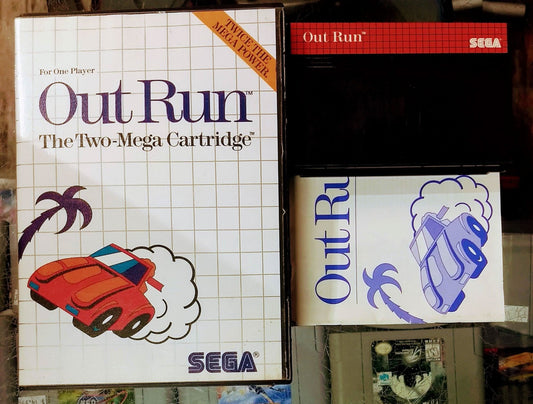 TWICE THE
MEGA POWER.
For One Player
Out Run™
The Two-Mega Cartridge™
SEGA®
Out Run™
SEGA
Out Ru